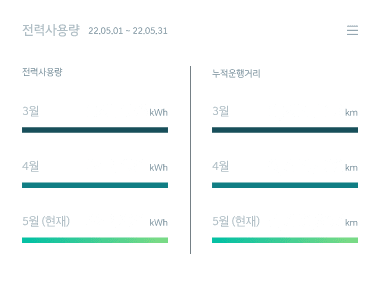 전력사용량 22.05.01 ~ 22.05.31
전력사용량
3월 kWh
4월 kWh
5월 (현재) kWh
누적운행거리
3월 km
4월 km
5월 (현재) km